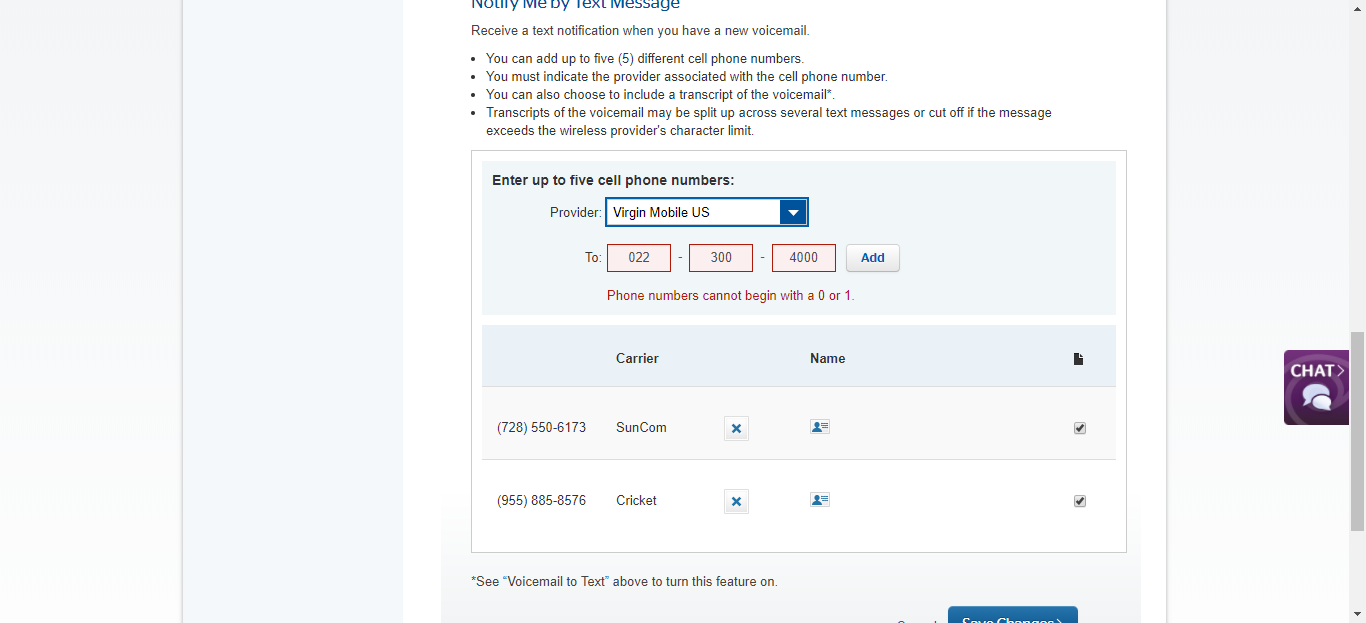 Notify Me by Text Message
Receive a text notification when you have a new voicemail.
• You can add up to five (5) different cell phone numbers.
• You must indicate the provider associated with the cell phone number.
• You can also choose to include a transcript of the voicemail*.
• Transcripts of the voicemail may be split up across several text messages or cut off if the message
exceeds the wireless provider's character limit.
Enter up to five cell phone numbers:
Provider: Virgin Mobile US
To: 022 - 300 - 4000 Add
Phone numbers cannot begin with a 0 or 1.
Carrier Name
CHAT>
(728) 550-6173 SunCom
(955) 885-8576 Cricket
*See "Voicemail to Text" above to turn this feature on.
Cancel Save Changes>